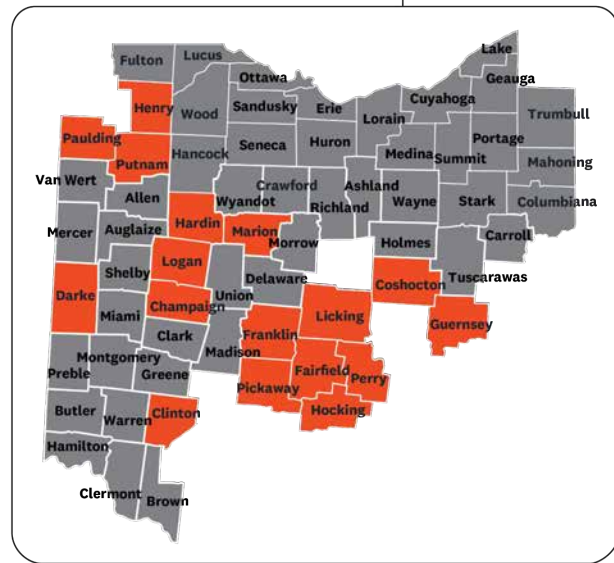 Lake
Fulton
Lucus
Geauga
Ottawa
Cuyahoga
Henry
Wood
Sandusky
Erie
Lorain
Trumbull
Paulding
Putnam
Hancock
Seneca
Huron
Medina
Summit
Portage
Mahoning
Van Wert
Allen
Wyandot
Crawford
Richland
Ashland
Wayne
Stark
Columbiana
Mercer
Auglaize
Hardin
Marion
Morrow
Holmes
Carroll
Shelby
Logan
Delaware
Coshocton
Tuscarawas
Darke
Champaign
Union
Licking
Guernsey
Miami
Clark
Madison
Franklin
Preble
Montgomery
Greene
Pickaway
Fairfield
Perry
Butler
Warren
Clinton
Hocking
Hamilton
Clermont
Brown